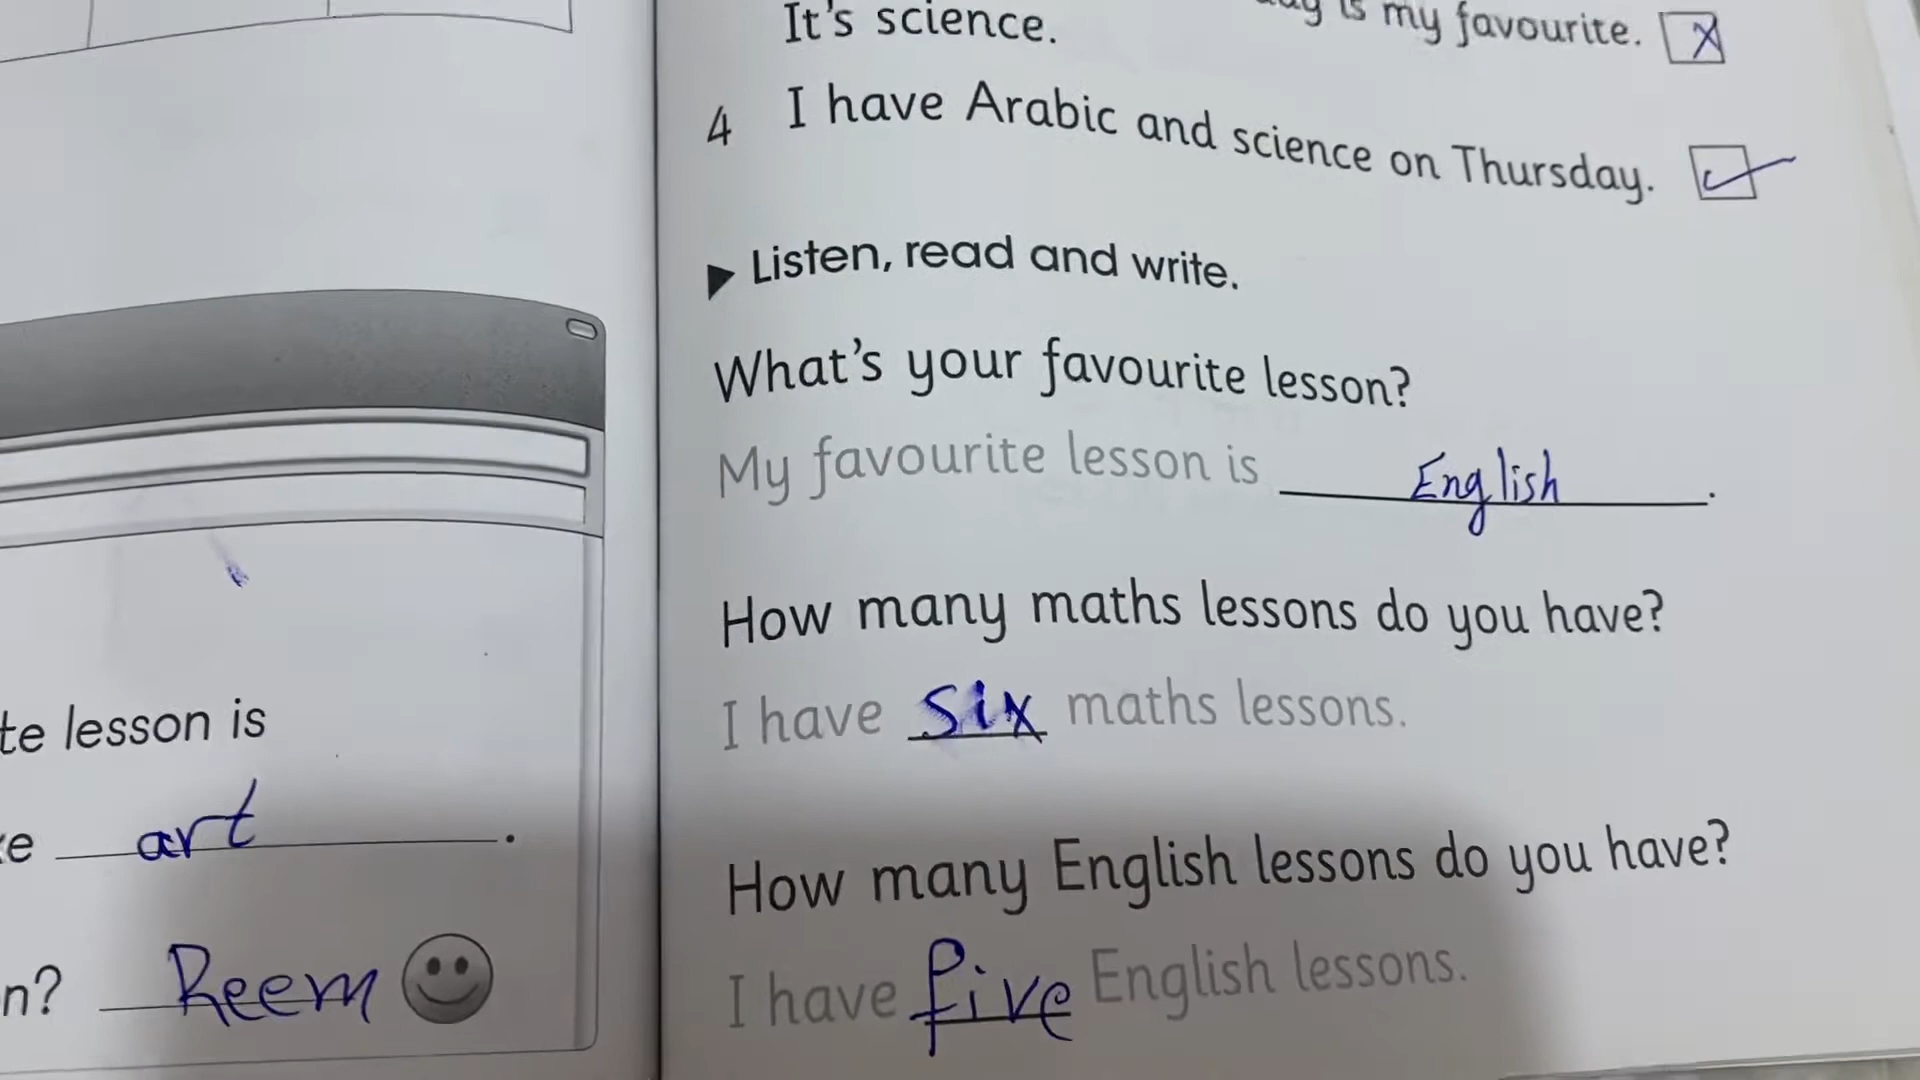 te lesson is
art.
n? Reem
It's science.
is my favourite. X
4 I have Arabic and science on Thursday. ✓
Listen, read and write.
What's your favourite lesson?
My favourite lesson is English.
How many maths lessons do you have?
I have six maths lessons.
How many English lessons do you have?
I have five English lessons.